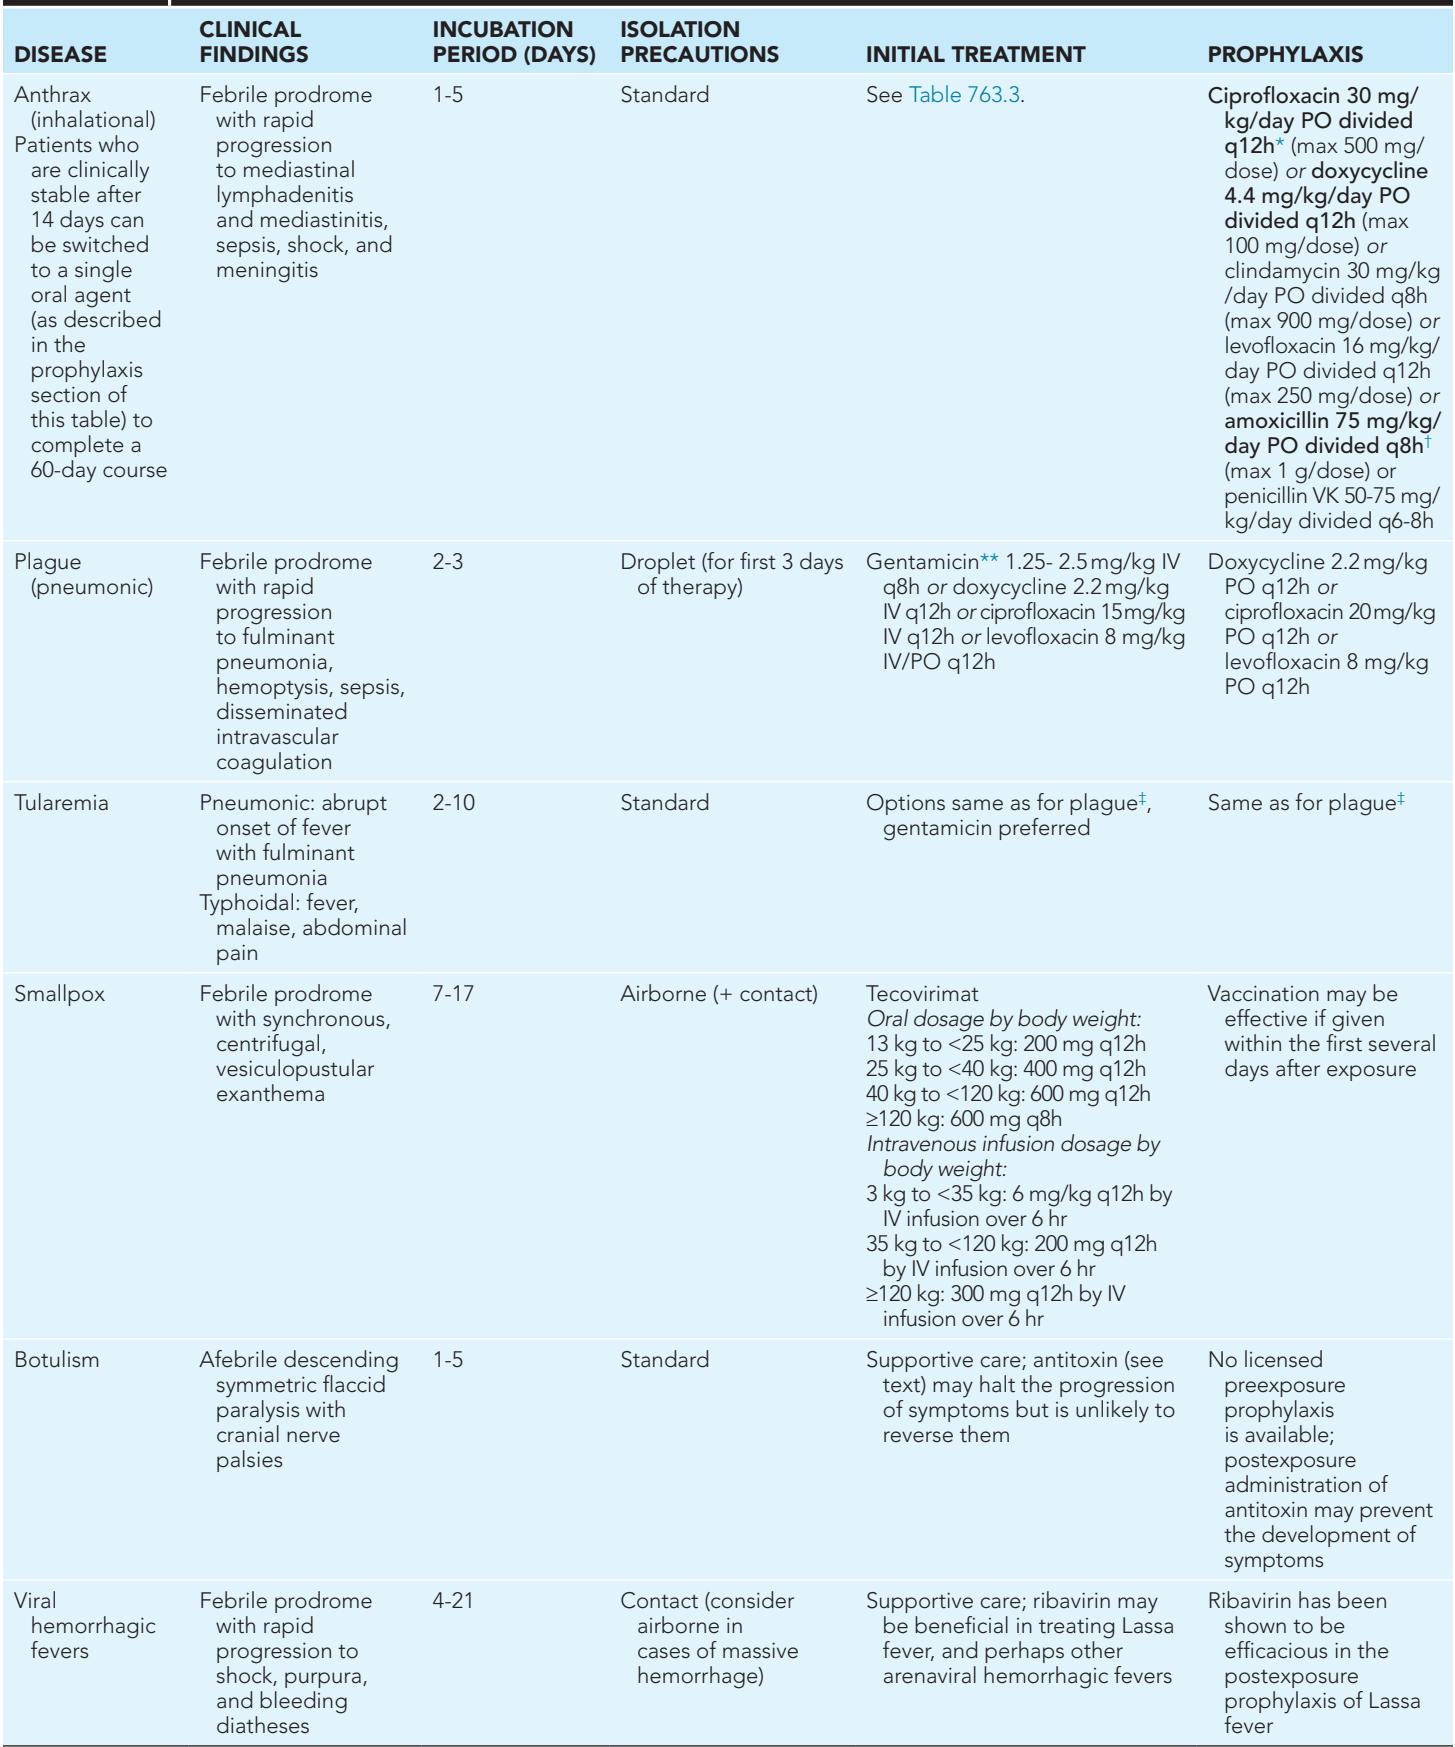 DISEASE
CLINICAL
FINDINGS
INCUBATION
PERIOD (DAYS)
ISOLATION
PRECAUTIONS
INITIAL TREATMENT
PROPHYLAXIS
Anthrax
(inhalational)
Patients who
are clinically
stable after
14 days can
be switched
to a single
oral agent
(as described
in the
prophylaxis
section of
this table) to
complete a
60-day course
Febrile prodrome
with rapid
progression
to mediastinal
lymphadenitis
and mediastinitis,
sepsis, shock, and
meningitis
1-5
Standard
See Table 763.3.
Ciprofloxacin 30 mg/
kg/day PO divided
q12h* (max 500 mg/
dose) or doxycycline
4.4 mg/kg/day PO
divided q12h (max
100 mg/dose) or
clindamycin 30 mg/kg
/day PO divided q8h
(max 900 mg/dose) or
levofloxacin 16 mg/kg/
day PO divided q12h
(max 250 mg/dose) or
amoxicillin 75 mg/kg/
day PO divided q8h†
(max 1 g/dose) or
penicillin VK 50-75 mg/
kg/day divided q6-8h
Plague
(pneumonic)
Febrile prodrome
with rapid
progression
to fulminant
pneumonia,
hemoptysis, sepsis,
disseminated
intravascular
coagulation
2-3
Droplet (for first 3 days
of therapy)
Gentamicin** 1.25- 2.5 mg/kg IV
q8h or doxycycline 2.2 mg/kg
IV q12h or ciprofloxacin 15 mg/kg
IV q12h or levofloxacin 8 mg/kg
IV/PO q12h
Doxycycline 2.2 mg/kg
PO q12h or
ciprofloxacin 20 mg/kg
PO q12h or
levofloxacin 8 mg/kg
PO q12h
Tularemia
Pneumonic: abrupt
onset of fever
with fulminant
pneumonia
Typhoidal: fever,
malaise, abdominal
pain
2-10
Standard
Options same as for plague‡,
gentamicin preferred
Same as for plague‡
Smallpox
Febrile prodrome
with synchronous,
centrifugal,
vesiculopustular
exanthema
7-17
Airborne (+ contact)
Tecovirimat
Oral dosage by body weight:
13 kg to <25 kg: 200 mg q12h
25 kg to <40 kg: 400 mg q12h
40 kg to <120 kg: 600 mg q12h
≥120 kg: 600 mg q8h
Intravenous infusion dosage by
body weight:
3 kg to <35 kg: 6 mg/kg q12h by
IV infusion over 6 hr
35 kg to <120 kg: 200 mg q12h
by IV infusion over 6 hr
≥120 kg: 300 mg q12h by IV
infusion over 6 hr
Vaccination may be
effective if given
within the first several
days after exposure
Botulism
Afebrile descending
symmetric flaccid
paralysis with
cranial nerve
palsies
1-5
Standard
Supportive care; antitoxin (see
text) may halt the progression
of symptoms but is unlikely to
reverse them
No licensed
preexposure
prophylaxis
is available;
postexposure
administration of
antitoxin may prevent
the development of
symptoms
Viral
hemorrhagic
fevers
Febrile prodrome
with rapid
progression to
shock, purpura,
and bleeding
diatheses
4-21
Contact (consider
airborne in
cases of massive
hemorrhage)
Supportive care; ribavirin may
be beneficial in treating Lassa
fever, and perhaps other
arenaviral hemorrhagic fevers
Ribavirin has been
shown to be
efficacious in the
postexposure
prophylaxis of Lassa
fever